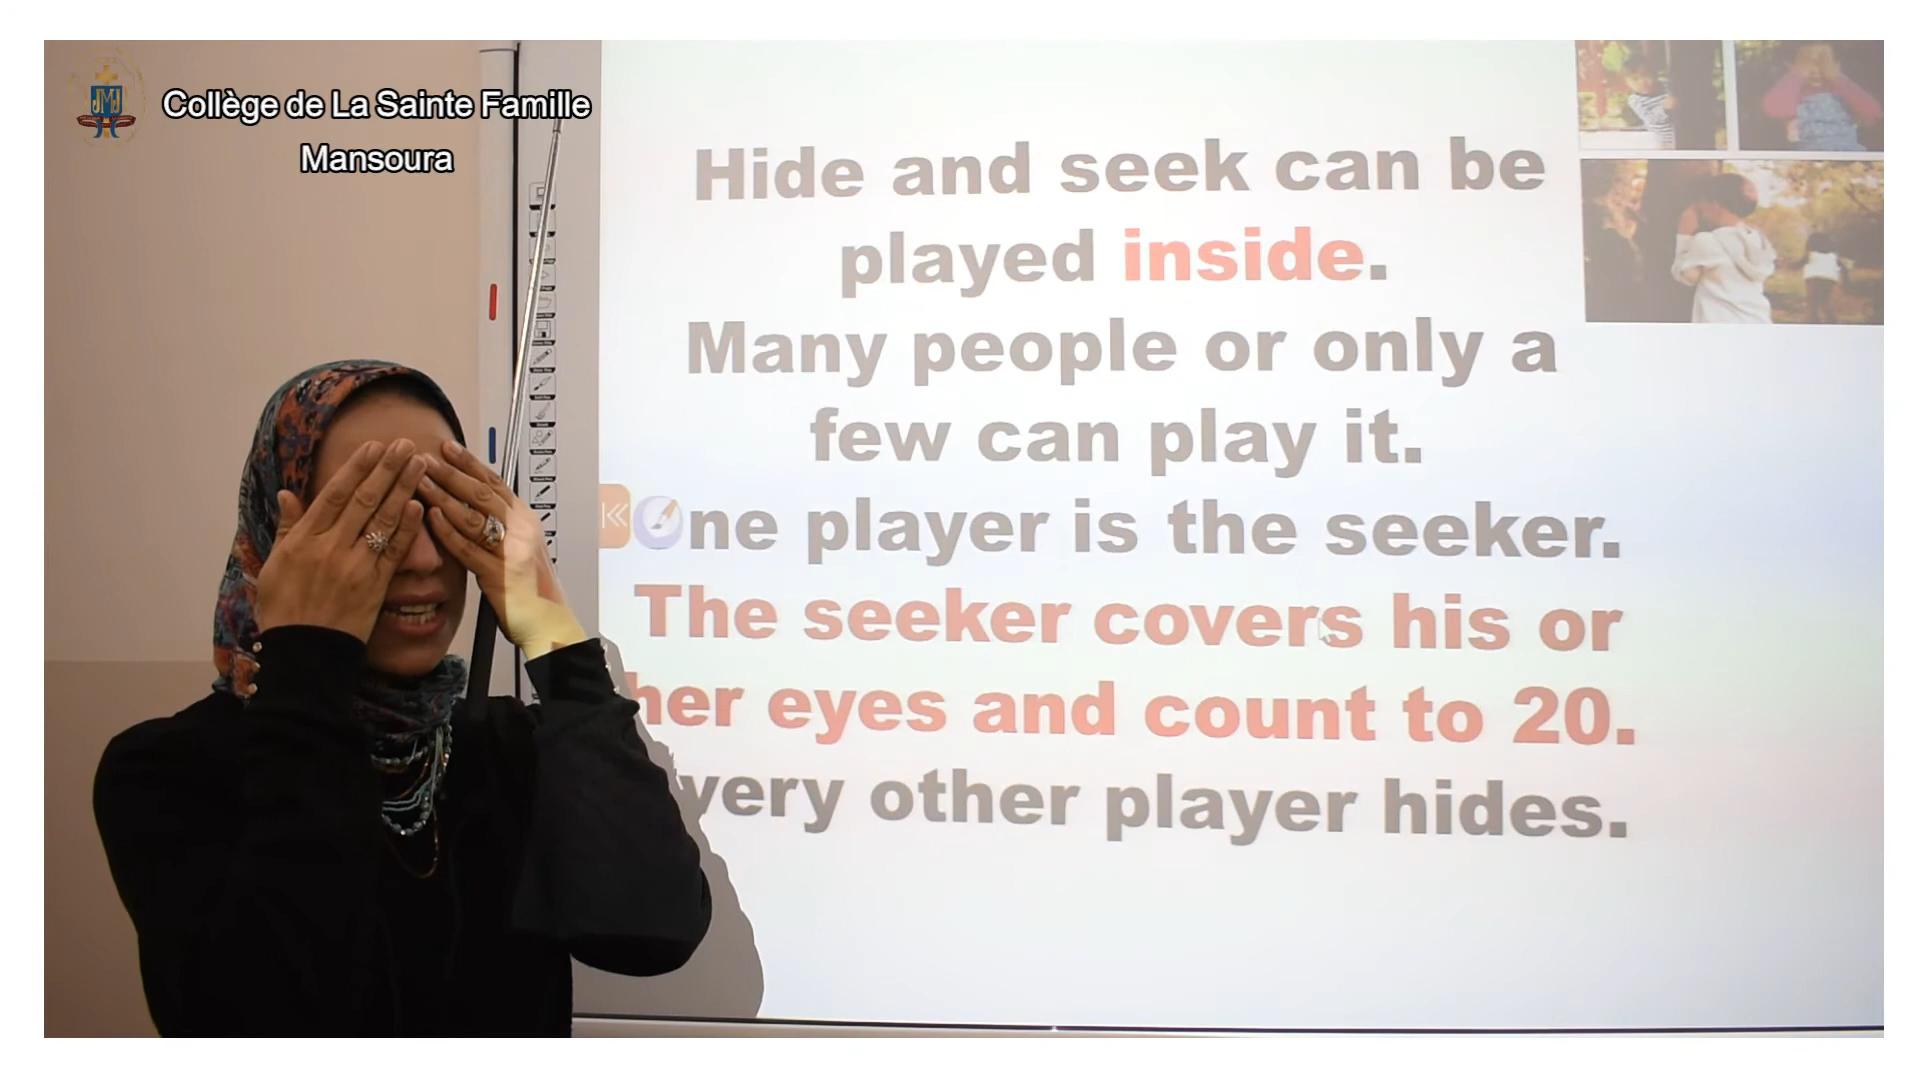 Collège de La Sainte Famille
Mansoura
Hide and seek can be
played inside.
Many people or only a
few can play it.
One player is the seeker.
The seeker covers his or
her eyes and count to 20.
very other player hides.